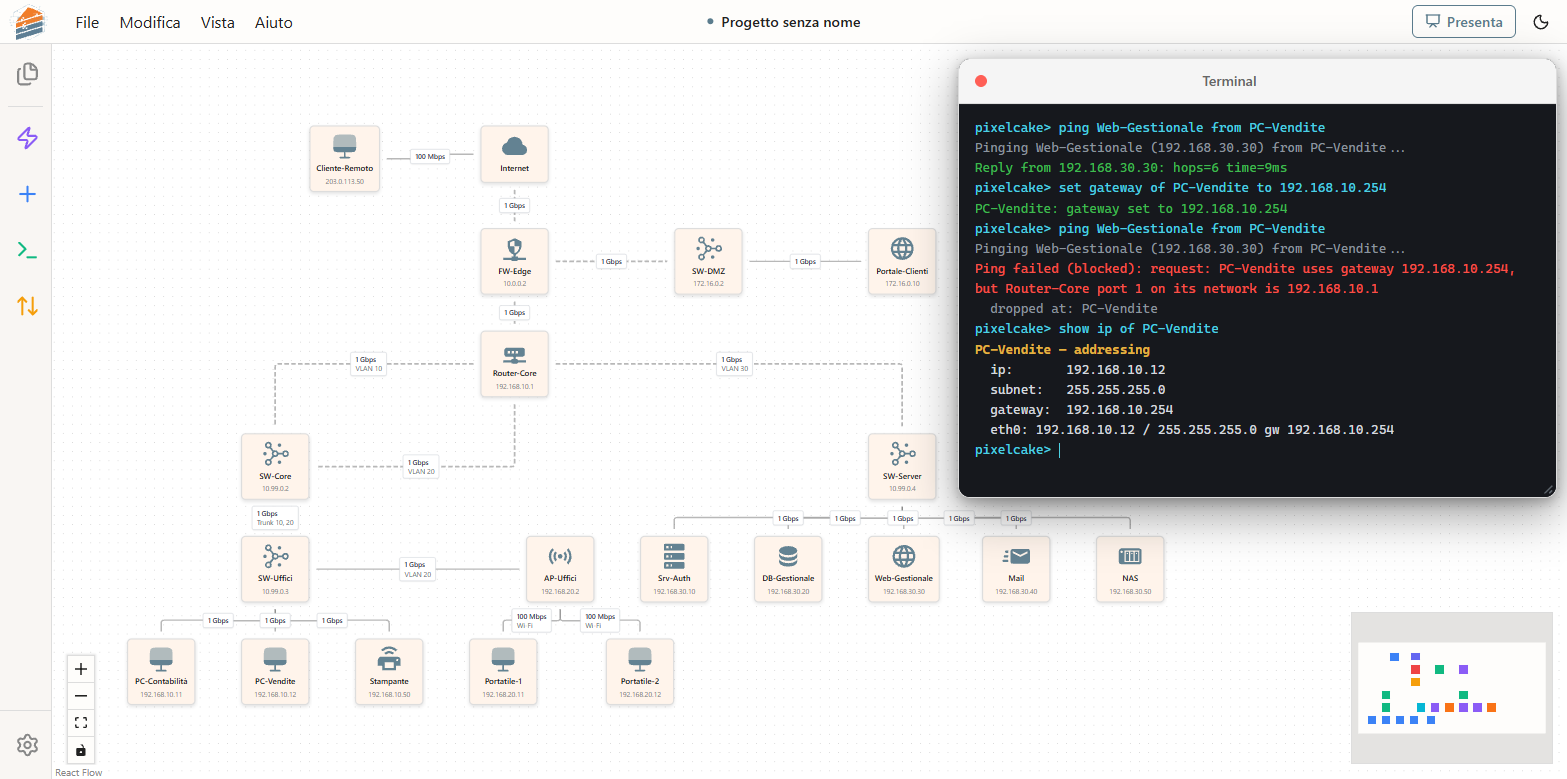 File Modifica Vista Aiuto
Progetto senza nome
Presenta
Terminal
pixelcake> ping Web-Gestionale from PC-Vendite
Pinging Web-Gestionale (192.168.30.30) from PC-Vendite...
Reply from 192.168.30.30: hops=6 time=9ms
pixelcake> set gateway of PC-Vendite to 192.168.10.254
PC-Vendite: gateway set to 192.168.10.254
pixelcake> ping Web-Gestionale from PC-Vendite
Pinging Web-Gestionale (192.168.30.30) from PC-Vendite...
Ping failed (blocked): request: PC-Vendite uses gateway 192.168.10.254,
but Router-Core port 1 on its network is 192.168.10.1
dropped at: PC-Vendite
pixelcake> show ip of PC-Vendite
PC-Vendite — addressing
ip: 192.168.10.12
subnet: 255.255.255.0
gateway: 192.168.10.254
eth0: 192.168.10.12 / 255.255.255.0 gw 192.168.10.254
pixelcake>
Cliente-Remoto
203.0.113.50
100 Mbps
Internet
1 Gbps
FW-Edge
10.0.0.2
1 Gbps
SW-DMZ
172.16.0.2
1 Gbps
Portale-Clienti
172.16.0.10
1 Gbps
1 Gbps
VLAN 10
Router-Core
192.168.10.1
1 Gbps
VLAN 30
SW-Core
10.99.0.2
1 Gbps
VLAN 20
SW-Server
10.99.0.4
1 Gbps
Trunk 10, 20
1 Gbps 1 Gbps 1 Gbps 1 Gbps 1 Gbps
SW-Uffici
10.99.0.3
1 Gbps
VLAN 20
AP-Uffici
192.168.20.2
Srv-Auth
192.168.30.10
DB-Gestionale
192.168.30.20
Web-Gestionale
192.168.30.30
Mail
192.168.30.40
NAS
192.168.30.50
1 Gbps 1 Gbps 1 Gbps
100 Mbps
Wi Fi
100 Mbps
Wi Fi
PC-Contabilità
192.168.10.11
PC-Vendite
192.168.10.12
Stampante
192.168.10.50
Portatile-1
192.168.20.11
Portatile-2
192.168.20.12
React Flow